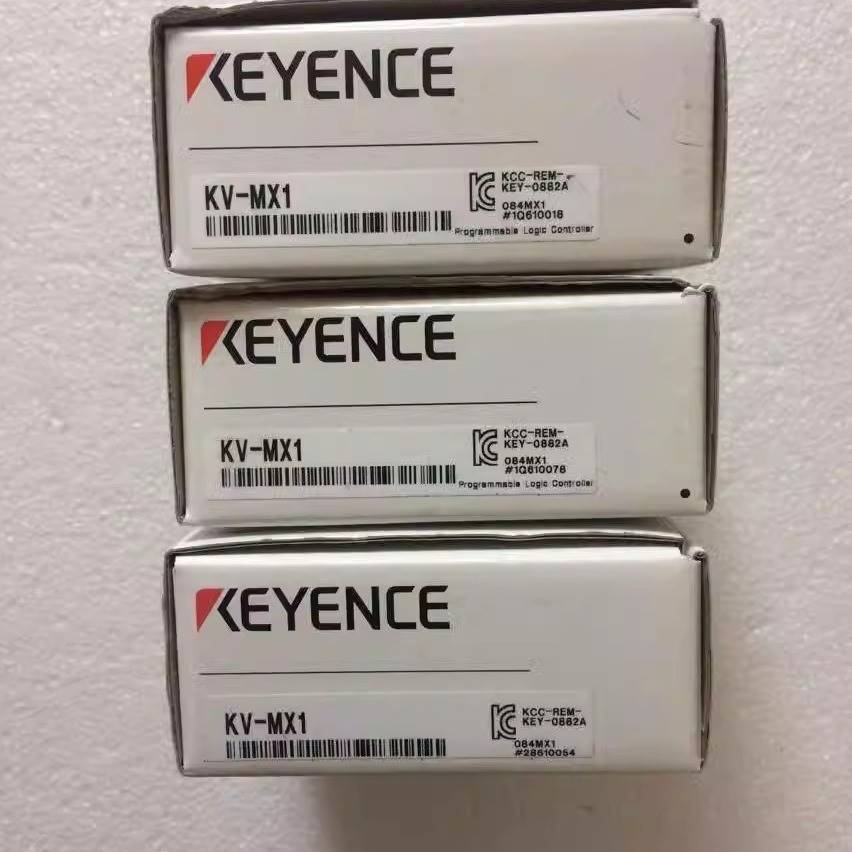 KEYENCE
KV-MX1
KCC-REM-
KEY-0882A
084MX1
#1Q610018
Programmable Logic Controller
KEYENCE
KV-MX1
KCC-REM-
KEY-0882A
084MX1
#1Q610078
Programmable Logic Controller
KEYENCE
KV-MX1
KCC-REM-
KEY-0882A
084MX1
#28610054